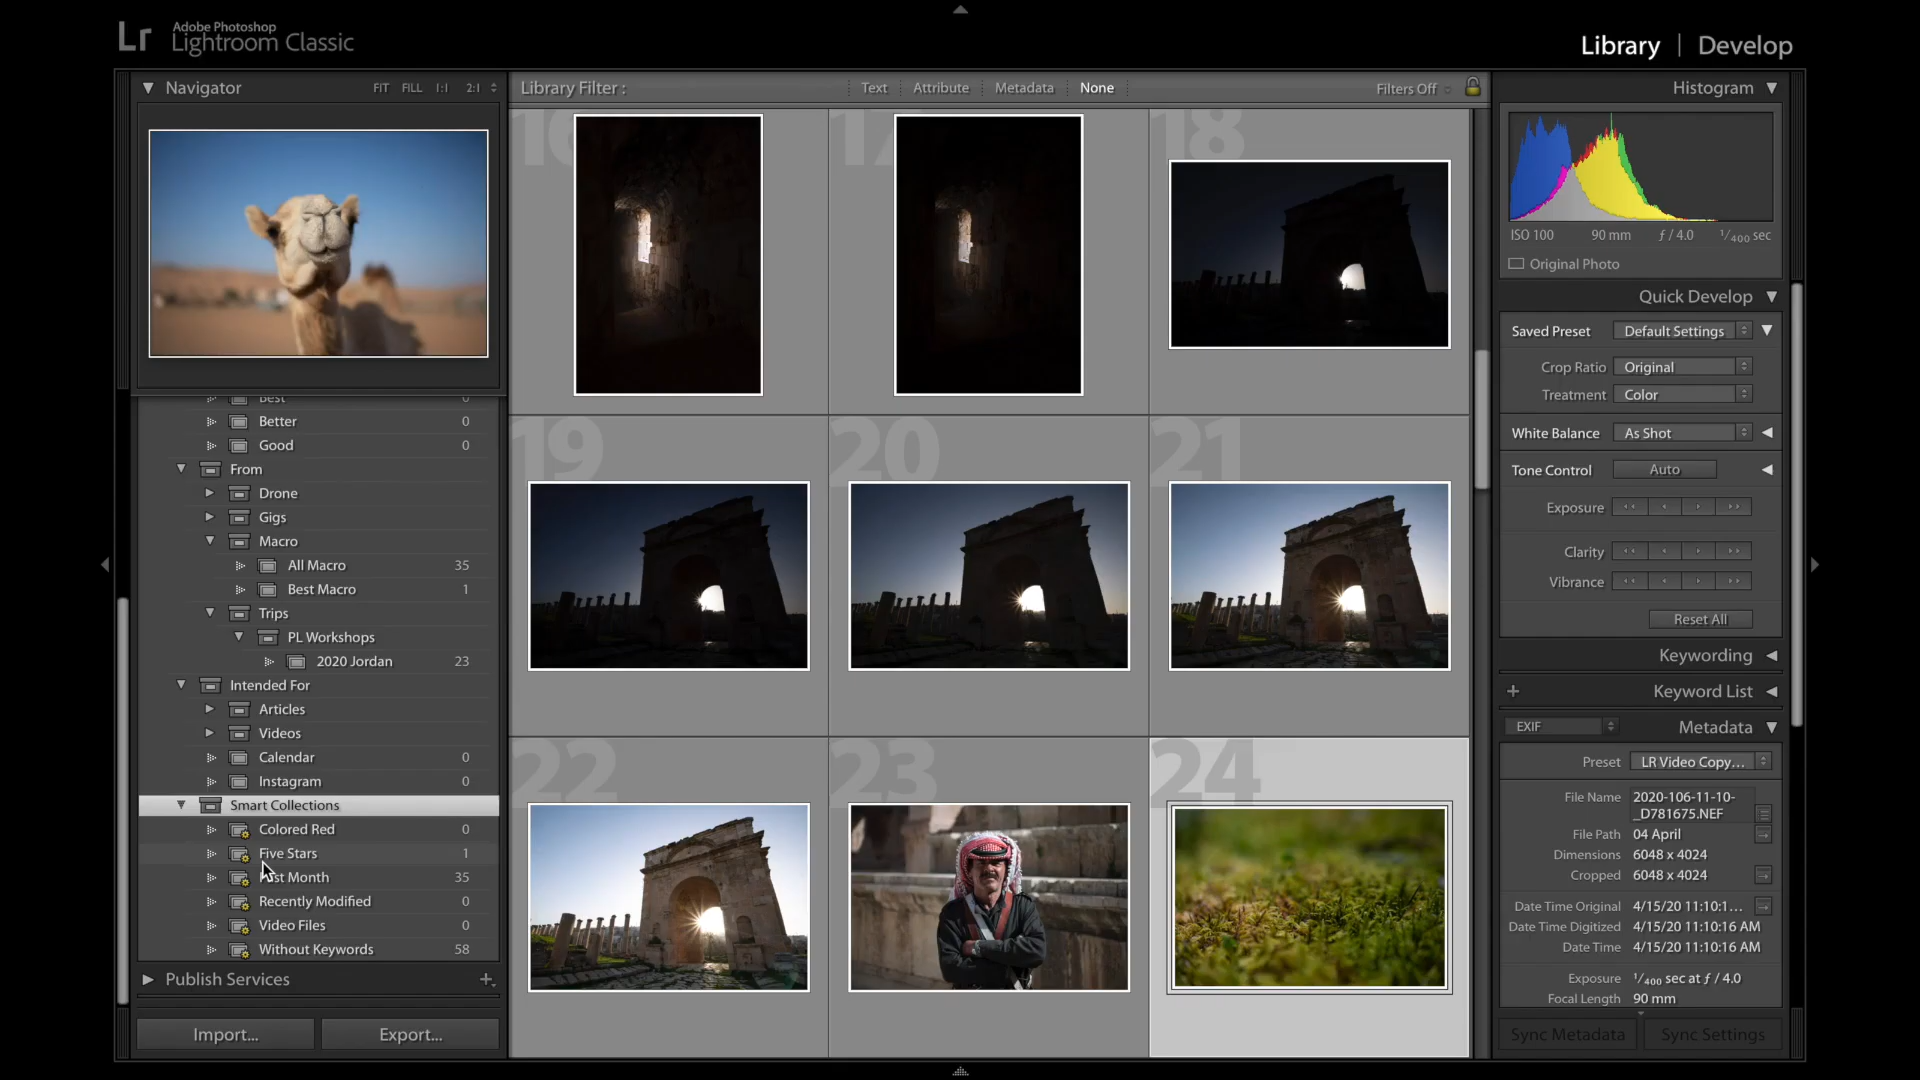 Lr Adobe Photoshop
Lightroom Classic
Library | Develop
Navigator FIT FILL 1:1 2:1
Library Filter : Text Attribute Metadata None Filters Off
Histogram
16 17 18
ISO 100 90 mm ƒ / 4.0 1/400 sec
Original Photo
Quick Develop
Saved Preset Default Settings
Crop Ratio Original
Treatment Color
White Balance As Shot
Tone Control Auto
Exposure
Clarity
Vibrance
Reset All
Keywording
Keyword List
EXIF Metadata
Preset LR Video Copy...
File Name 2020-106-11-10-
_D781675.NEF
File Path 04 April
Dimensions 6048 x 4024
Cropped 6048 x 4024
Date Time Original 4/15/20 11:10:1...
Date Time Digitized 4/15/20 11:10:16 AM
Date Time 4/15/20 11:10:16 AM
Exposure 1/400 sec at ƒ / 4.0
Focal Length 90 mm
Sync Metadata Sync Settings
19 20 21
22 23 24
Best 0
Better 0
Good 0
From
Drone
Gigs
Macro
All Macro 35
Best Macro 1
Trips
PL Workshops
2020 Jordan 23
Intended For
Articles
Videos
Calendar 0
Instagram 0
Smart Collections
Colored Red 0
Five Stars 1
Month 35
Recently Modified 0
Video Files 0
Without Keywords 58
Publish Services
Import... Export...